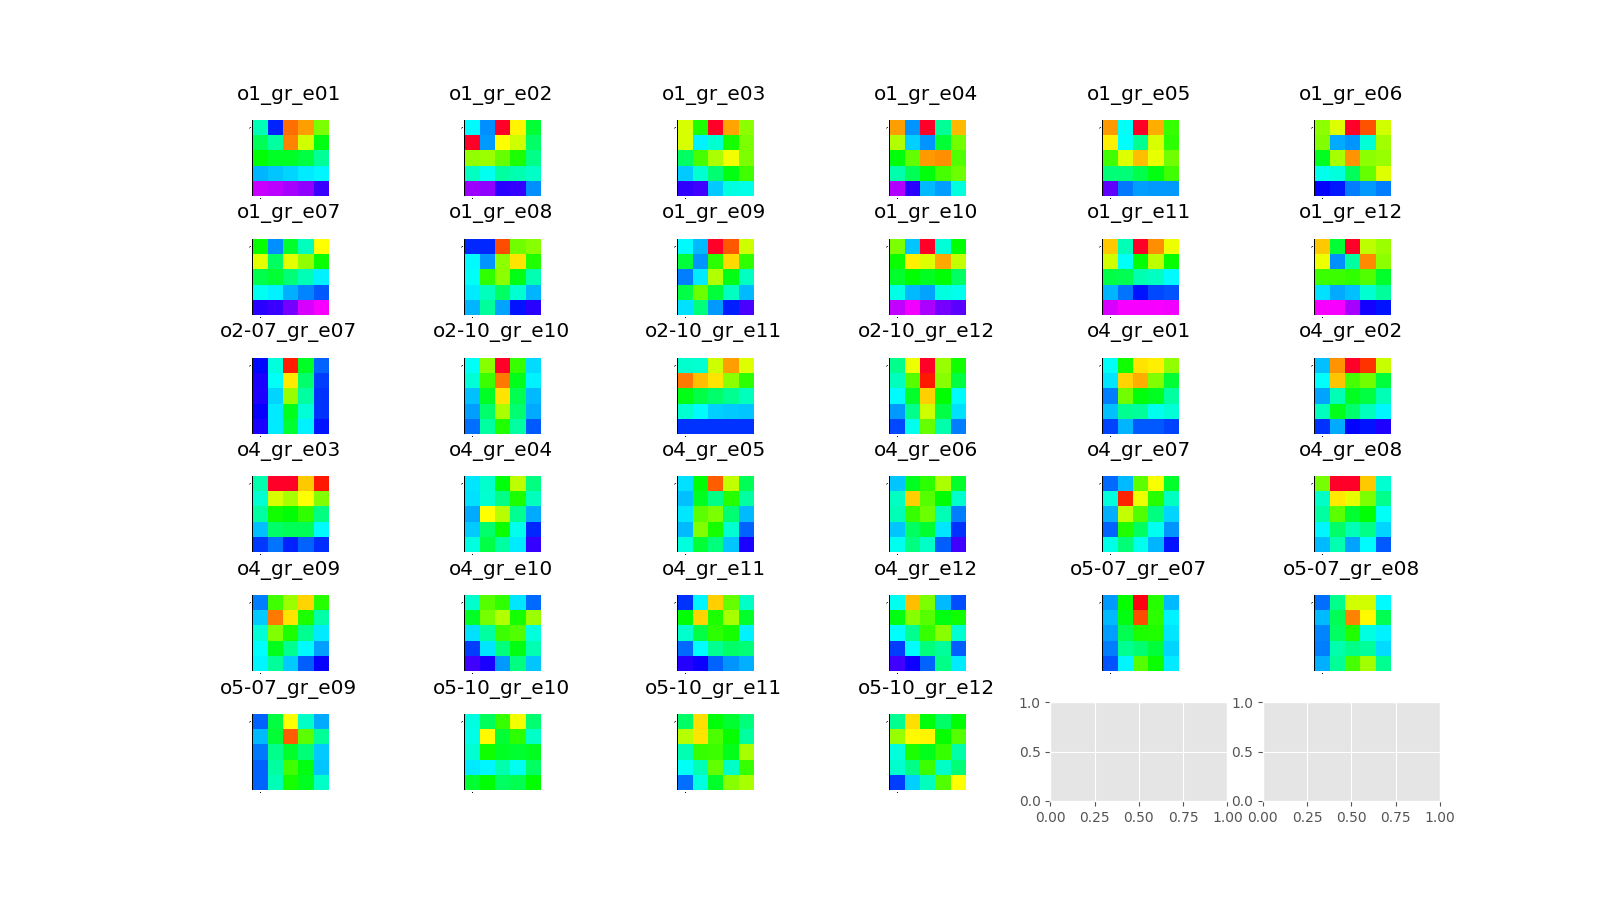 o1_gr_e01 o1_gr_e02 o1_gr_e03 o1_gr_e04 o1_gr_e05 o1_gr_e06
o1_gr_e07 o1_gr_e08 o1_gr_e09 o1_gr_e10 o1_gr_e11 o1_gr_e12
o2-07_gr_e07 o2-10_gr_e10 o2-10_gr_e11 o2-10_gr_e12 o4_gr_e01 o4_gr_e02
o4_gr_e03 o4_gr_e04 o4_gr_e05 o4_gr_e06 o4_gr_e07 o4_gr_e08
o4_gr_e09 o4_gr_e10 o4_gr_e11 o4_gr_e12 o5-07_gr_e07 o5-07_gr_e08
o5-07_gr_e09 o5-10_gr_e10 o5-10_gr_e11 o5-10_gr_e12
1.0 1.0
0.5 0.5
0.0 0.0
0.00 0.25 0.50 0.75 1.00 0.00 0.25 0.50 0.75 1.00